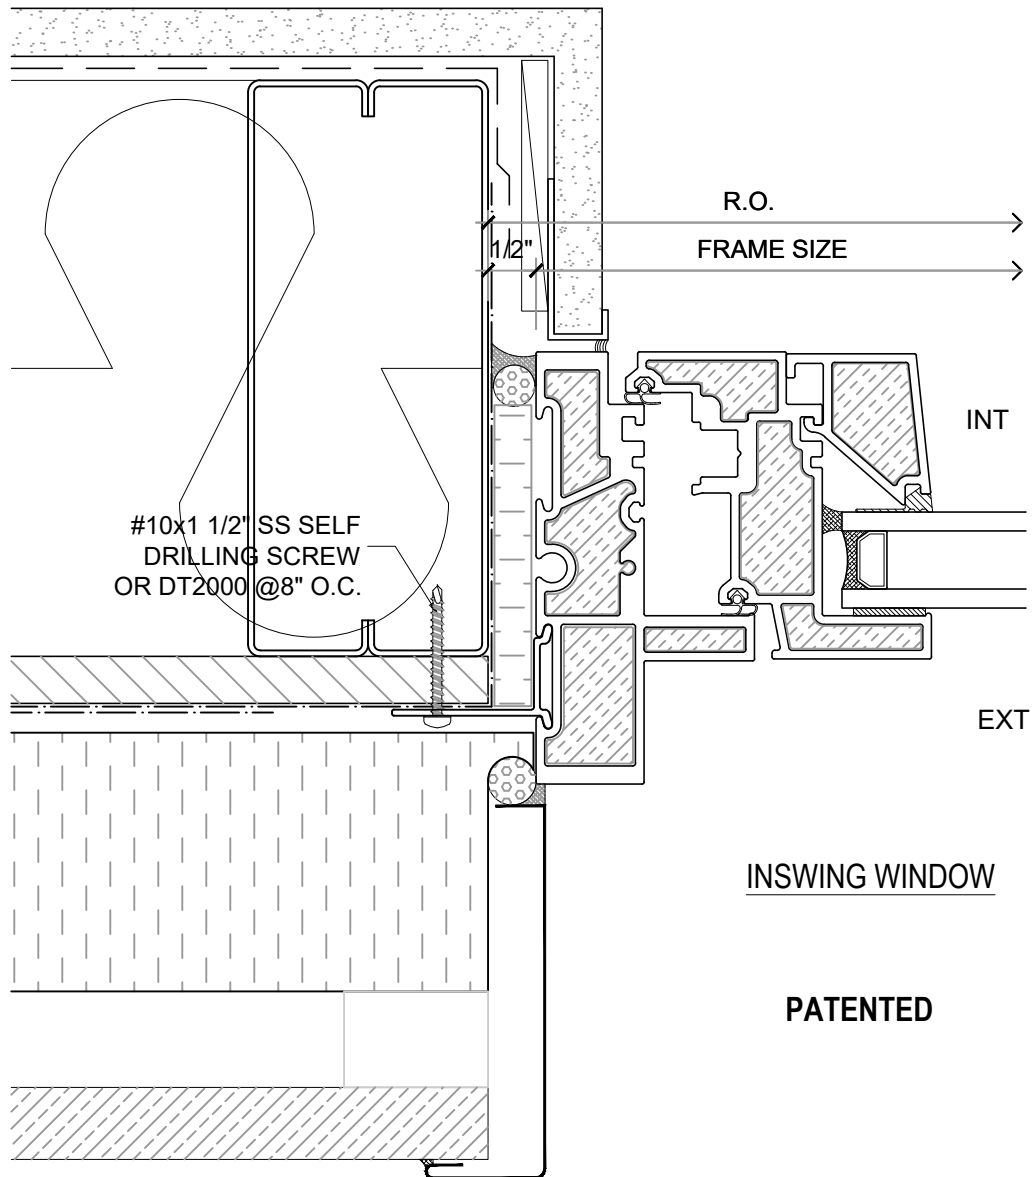 R.O.
1/2"
FRAME SIZE
INT
#10x1 1/2" SS SELF
DRILLING SCREW
OR DT2000 @8" O.C.
EXT
INSWING WINDOW
PATENTED